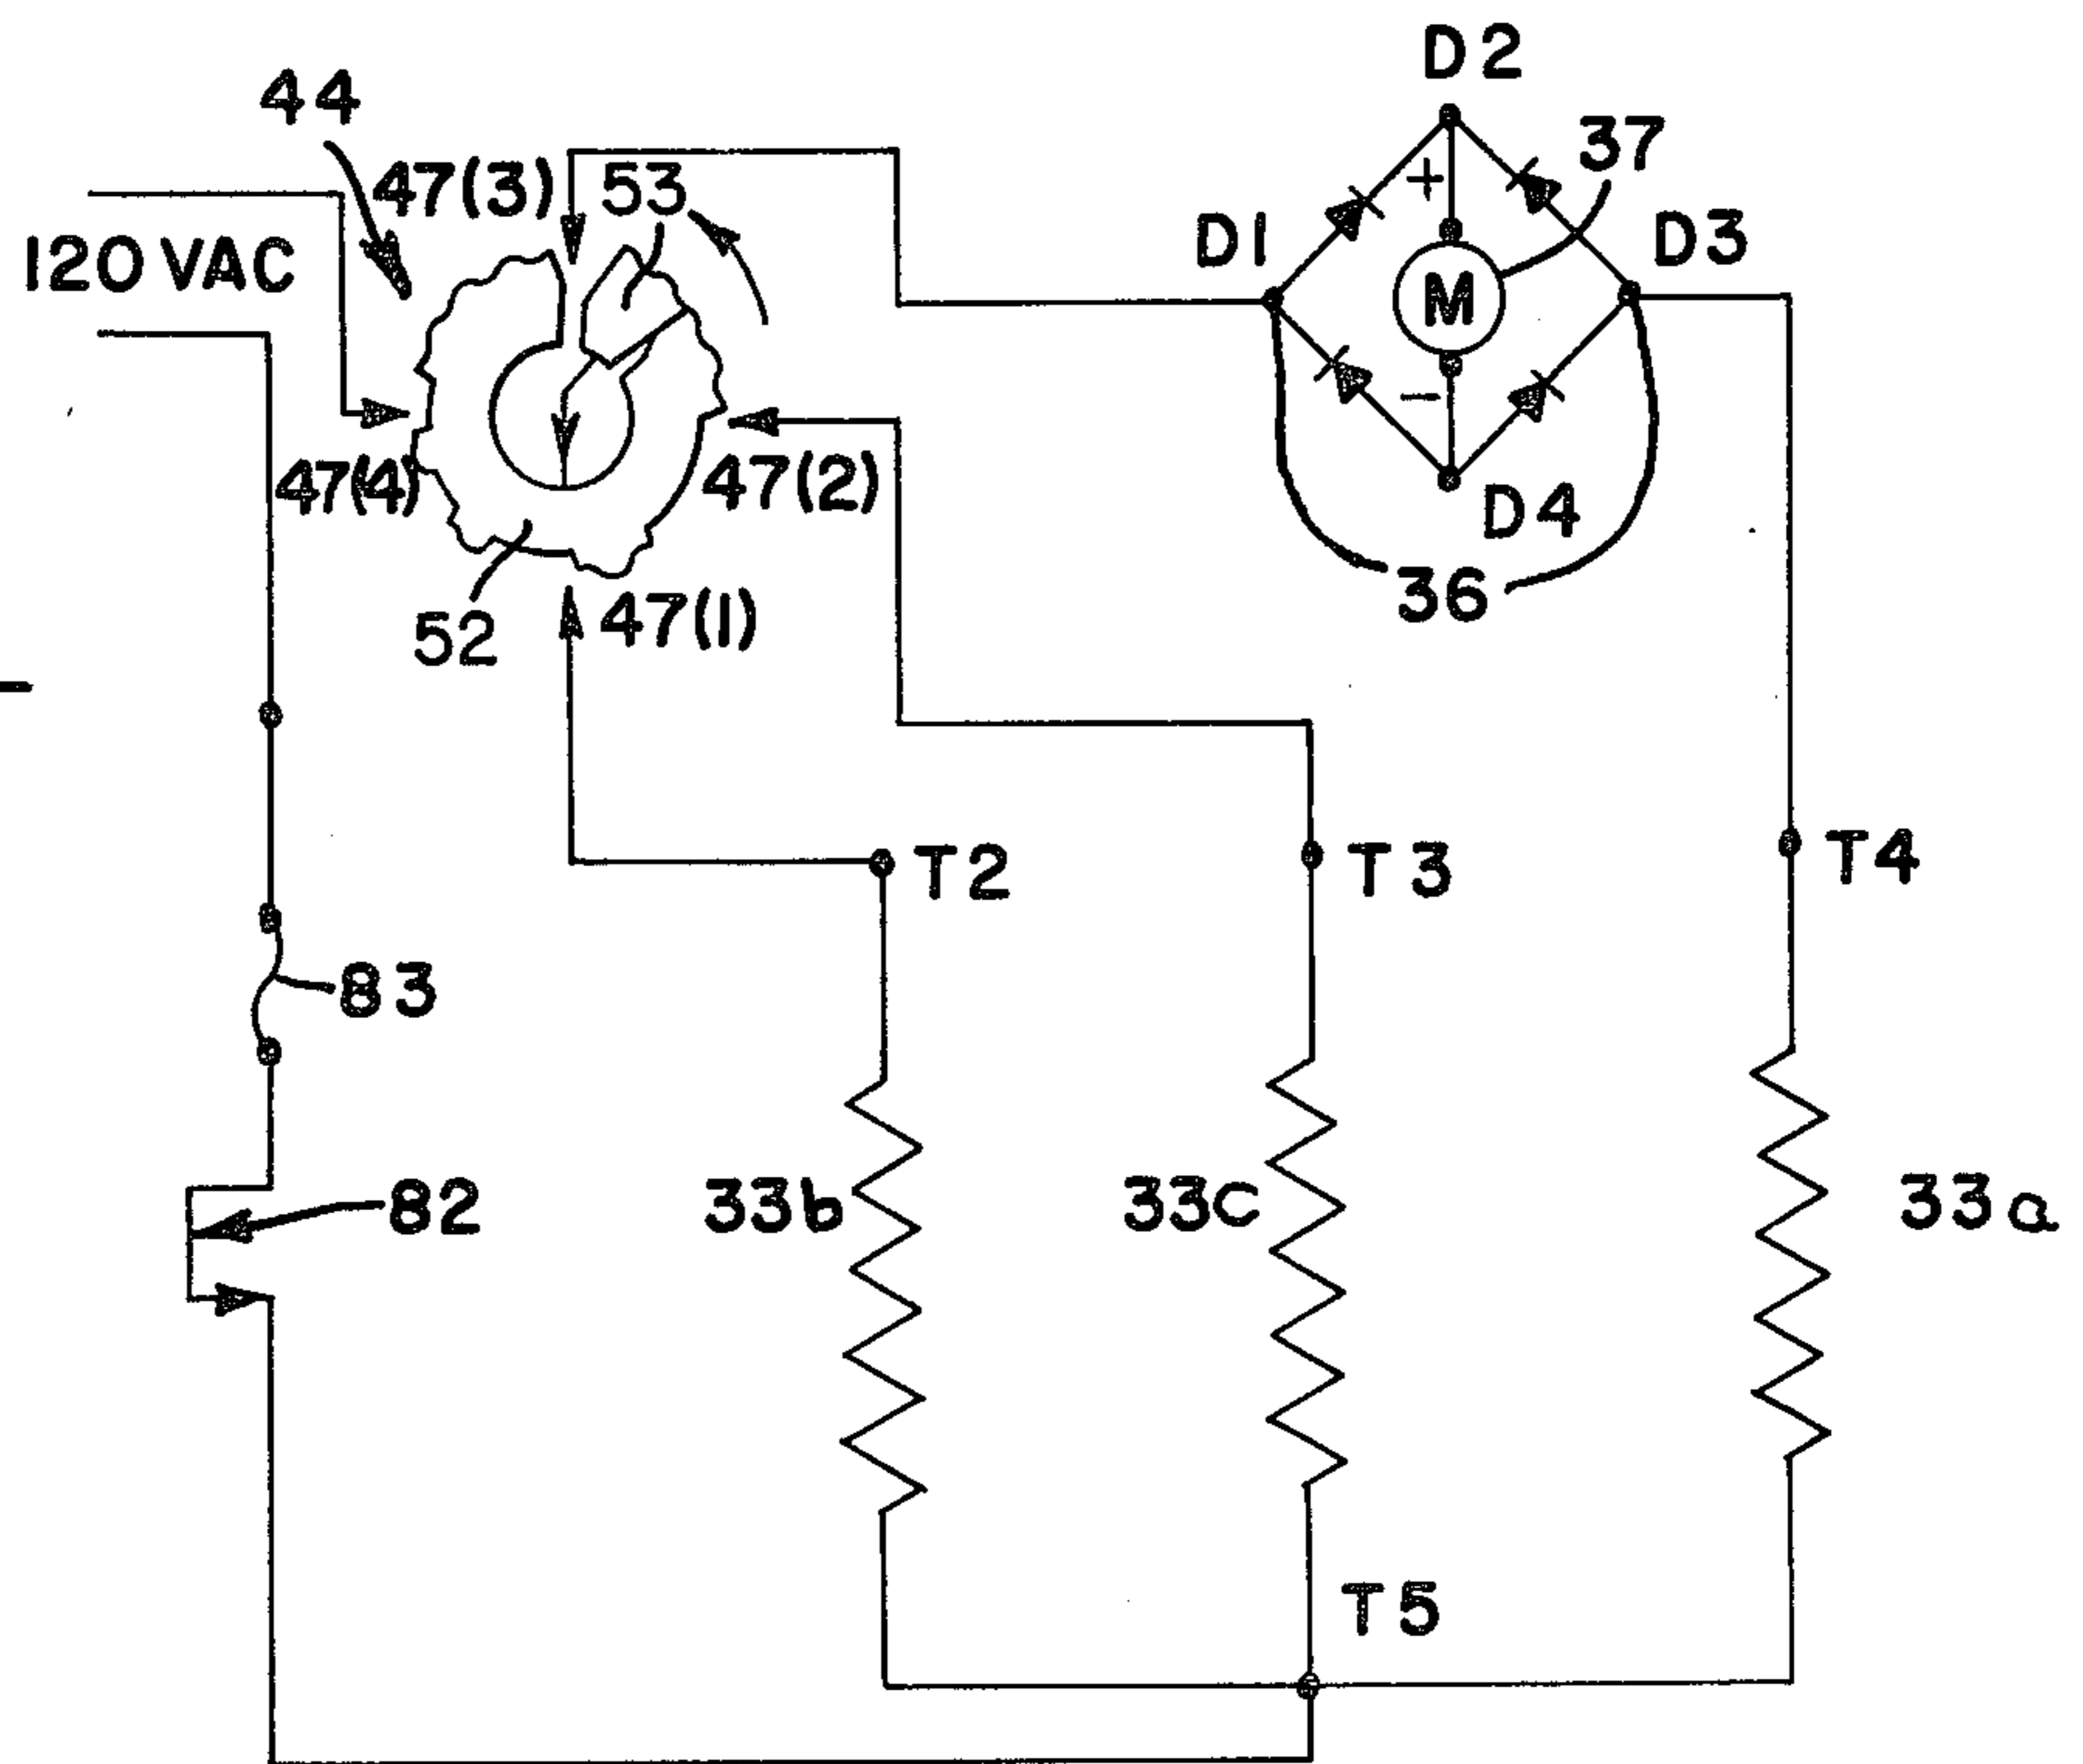 D2
44
37
47(3)
53
D1
D3
120 VAC
M
+
-
47(4)
47(2)
D4
36
52
47(1)
T2
T3
T4
83
82
33b
33c
33a
T5